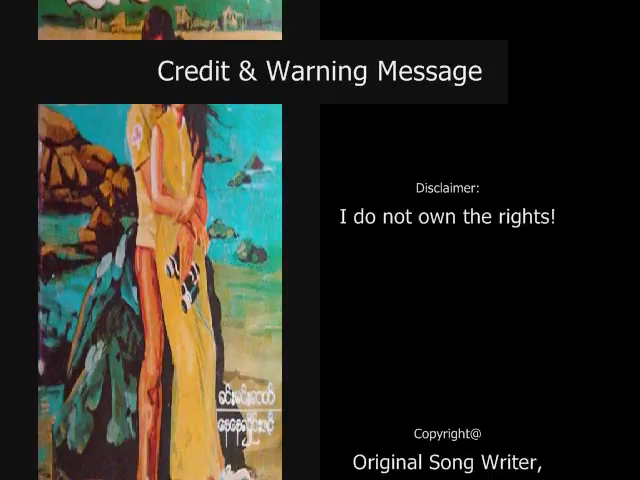 Credit & Warning Message
Disclaimer:
I do not own the rights!
Copyright@
Original Song Writer,